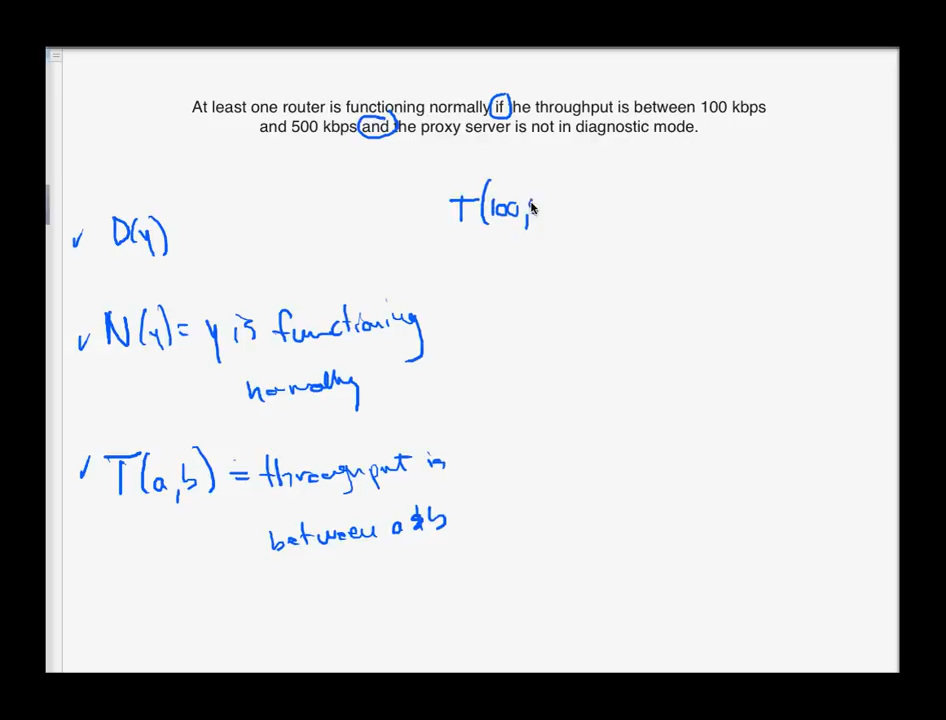 At least one router is functioning normally if the throughput is between 100 kbps
and 500 kbps and the proxy server is not in diagnostic mode.
T(100,
✓ D(y)
✓ N(y) = y is functioning
normally
✓ T(a,b) = throughput is
between a & b